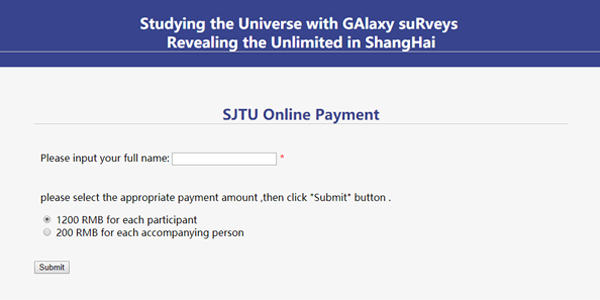 Studying the Universe with GAlaxy suRveys
Revealing the Unlimited in ShangHai
SJTU Online Payment
Please input your full name: *
please select the appropriate payment amount ,then click "Submit" button .
1200 RMB for each participant
200 RMB for each accompanying person
Submit